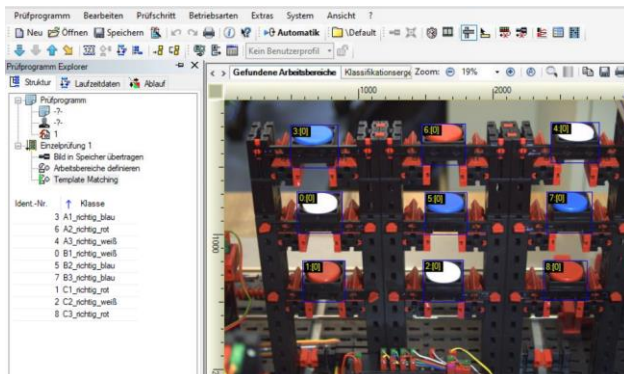 Prüfprogramm Bearbeiten Prüfschritt Betriebsarten Extras System Ansicht ?
Neu Öffnen Speichern Automatik \Default
Kein Benutzerprofil
Prüfprogramm Explorer
Struktur Laufzeitdaten Ablauf
Gefundene Arbeitsbereiche Klassifikationserge Zoom: 19%
Prüfprogramm
-?-
-?-
1
Einzelprüfung 1
Bild in Speicher übertragen
Arbeitsbereiche definieren
Template Matching
Ident.-Nr. Klasse
3 A1_richtig_blau
6 A2_richtig_rot
4 A3_richtig_weiß
0 B1_richtig_weiß
5 B2_richtig_blau
7 B3_richtig_blau
1 C1_richtig_rot
2 C2_richtig_weiß
8 C3_richtig_rot
1000 2000
1000
3:[0] 6:[0] 4:[0]
0:[0] 5:[0] 7:[0]
1:[0] 2:[0] 8:[0]